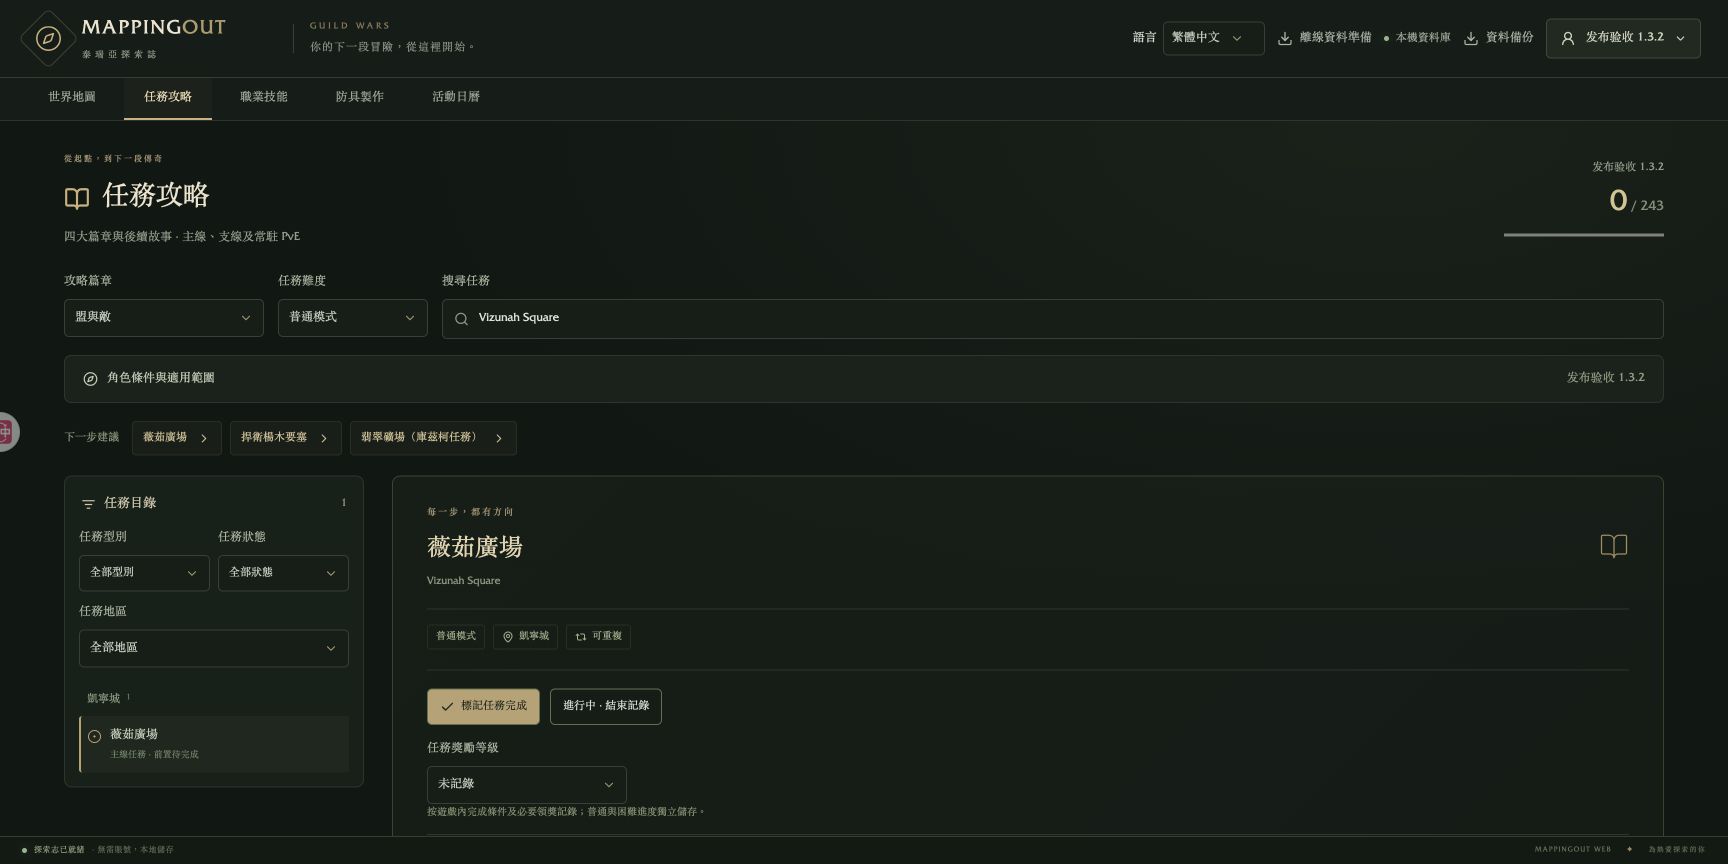 MAPPINGOUT
泰瑞亞探索誌
GUILD WARS
你的下一段冒險，從這裡開始。
語言
繁體中文
離線資料準備
本機資料庫
資料備份
发布验收 1.3.2
世界地圖
任務攻略
職業技能
防具製作
活動日曆
從起點，到下一段傳奇
任務攻略
四大篇章與後續故事 · 主線、支線及常駐 PvE
发布验收 1.3.2
0 / 243
攻略篇章
任務難度
搜尋任務
盟與敵
普通模式
Vizunah Square
角色條件與適用範圍
发布验收 1.3.2
下一步建議
薇茹廣場
捍衛楊木要塞
翡翠礦場（庫茲柯任務）
任務目錄
1
任務型別
任務狀態
全部型別
全部狀態
任務地區
全部地區
凱寧城 1
薇茹廣場
主線任務 · 前置待完成
每一步，都有方向
薇茹廣場
Vizunah Square
普通模式
凱寧城
可重複
標記任務完成
進行中 · 結束記錄
任務獎勵等級
未記錄
按遊戲內完成條件及必要領獎記錄；普通與困難進度獨立儲存。
探索志已就緒 · 無需賬號，本地儲存
MAPPINGOUT WEB
為熱愛探索的你
中